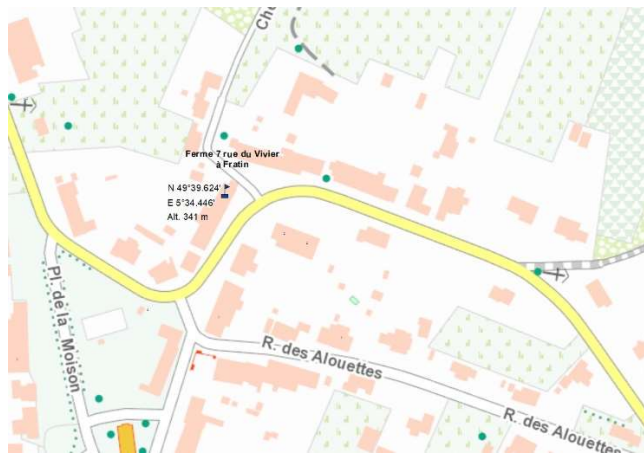 Che
Ferme 7 rue du Vivier
à Fratin
N 49°39.624'
E 5°34.446'
Alt. 341 m
Pl. de la Moison
R. des Alouettes
R. des Alouettes